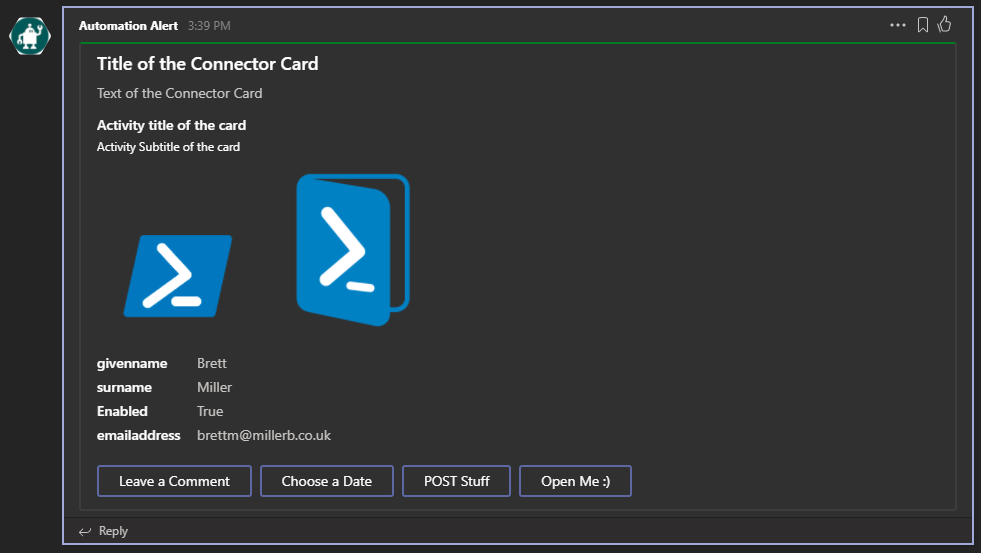 Automation Alert 3:39 PM
Title of the Connector Card
Text of the Connector Card
Activity title of the card
Activity Subtitle of the card
givenname Brett
surname Miller
Enabled True
emailaddress brettm@millerb.co.uk
Leave a Comment Choose a Date POST Stuff Open Me :)
Reply